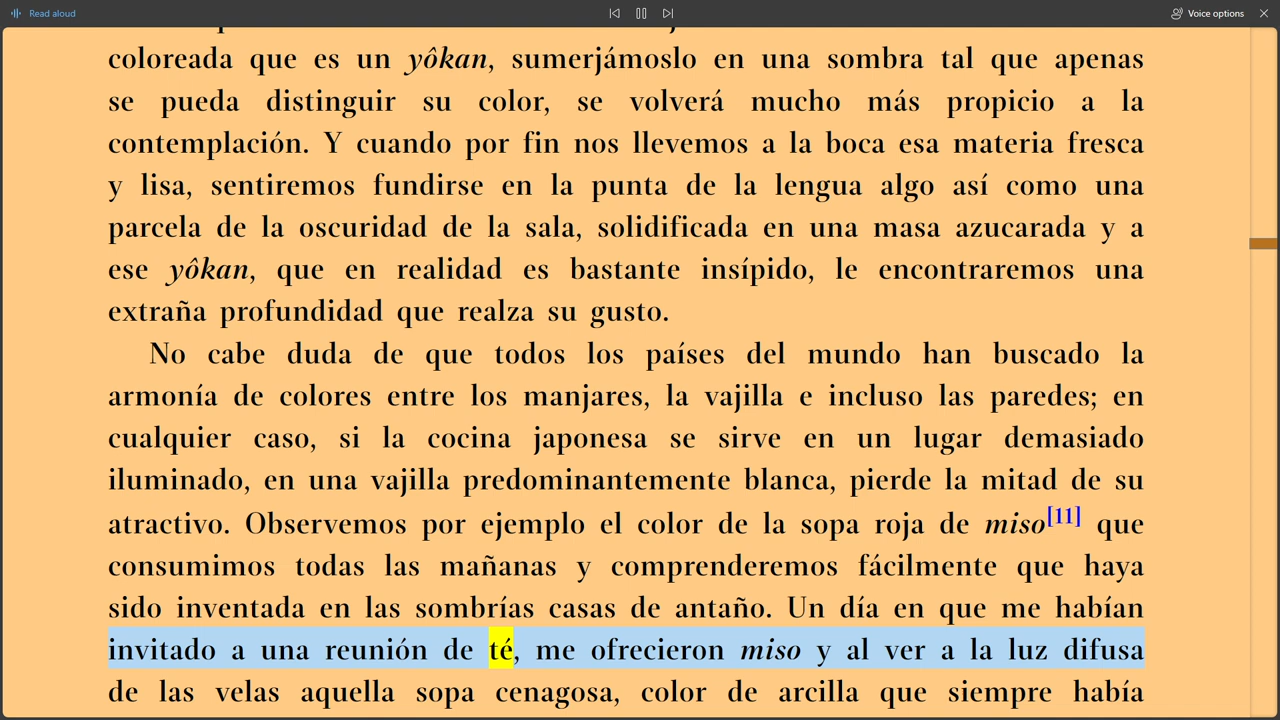 Read aloud
Voice options
coloreada que es un yôkan, sumerjámoslo en una sombra tal que apenas
se pueda distinguir su color, se volverá mucho más propicio a la
contemplación. Y cuando por fin nos llevemos a la boca esa materia fresca
y lisa, sentiremos fundirse en la punta de la lengua algo así como una
parcela de la oscuridad de la sala, solidificada en una masa azucarada y a
ese yôkan, que en realidad es bastante insípido, le encontraremos una
extraña profundidad que realza su gusto.
No cabe duda de que todos los países del mundo han buscado la
armonía de colores entre los manjares, la vajilla e incluso las paredes; en
cualquier caso, si la cocina japonesa se sirve en un lugar demasiado
iluminado, en una vajilla predominantemente blanca, pierde la mitad de su
atractivo. Observemos por ejemplo el color de la sopa roja de miso[11] que
consumimos todas las mañanas y comprenderemos fácilmente que haya
sido inventada en las sombrías casas de antaño. Un día en que me habían
invitado a una reunión de té, me ofrecieron miso y al ver a la luz difusa
de las velas aquella sopa cenagosa, color de arcilla que siempre había